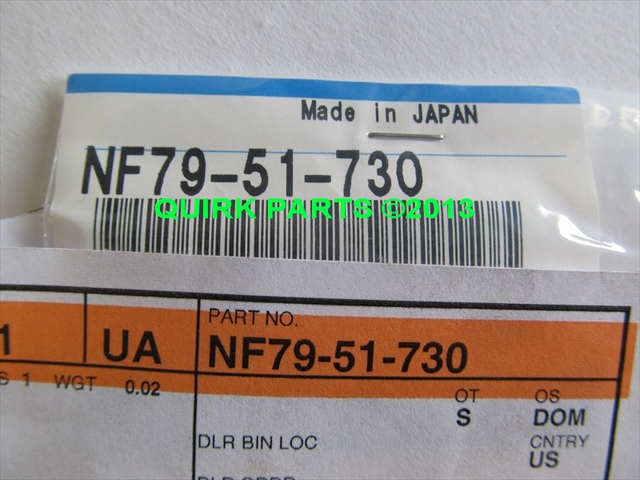 Made in JAPAN
NF79-51-730
QUIRK PARTS ©2013
PART NO.
1 UA NF79-51-730
S 1 WGT 0.02
OT OS
S DOM
DLR BIN LOC CNTRY
US